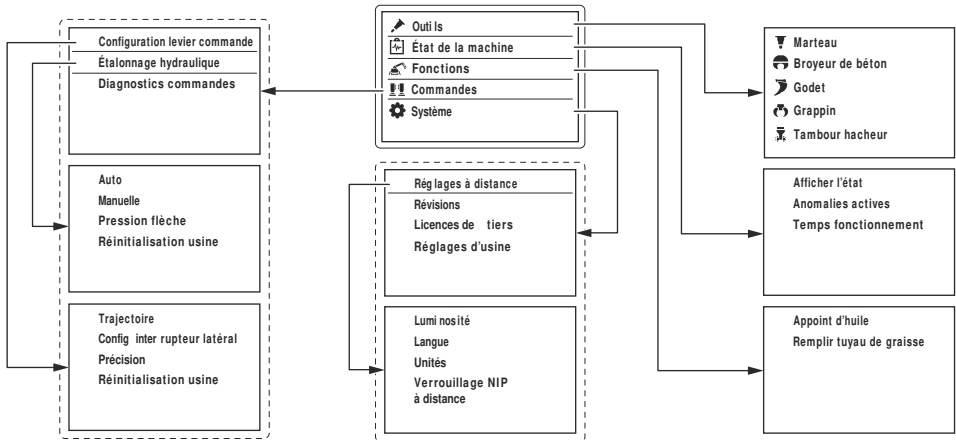 Configuration levier commande
Étalonnage hydraulique
Diagnostics commandes
Auto
Manuelle
Pression flèche
Réinitialisation usine
Trajectoire
Config interrupteur latéral
Précision
Réinitialisation usine
Outils
État de la machine
Fonctions
Commandes
Système
Réglages à distance
Révisions
Licences de tiers
Réglages d'usine
Luminosité
Langue
Unités
Verrouillage NIP
à distance
Marteau
Broyeur de béton
Godet
Grappin
Tambour hacheur
Afficher l'état
Anomalies actives
Temps fonctionnement
Appoint d'huile
Remplir tuyau de graisse